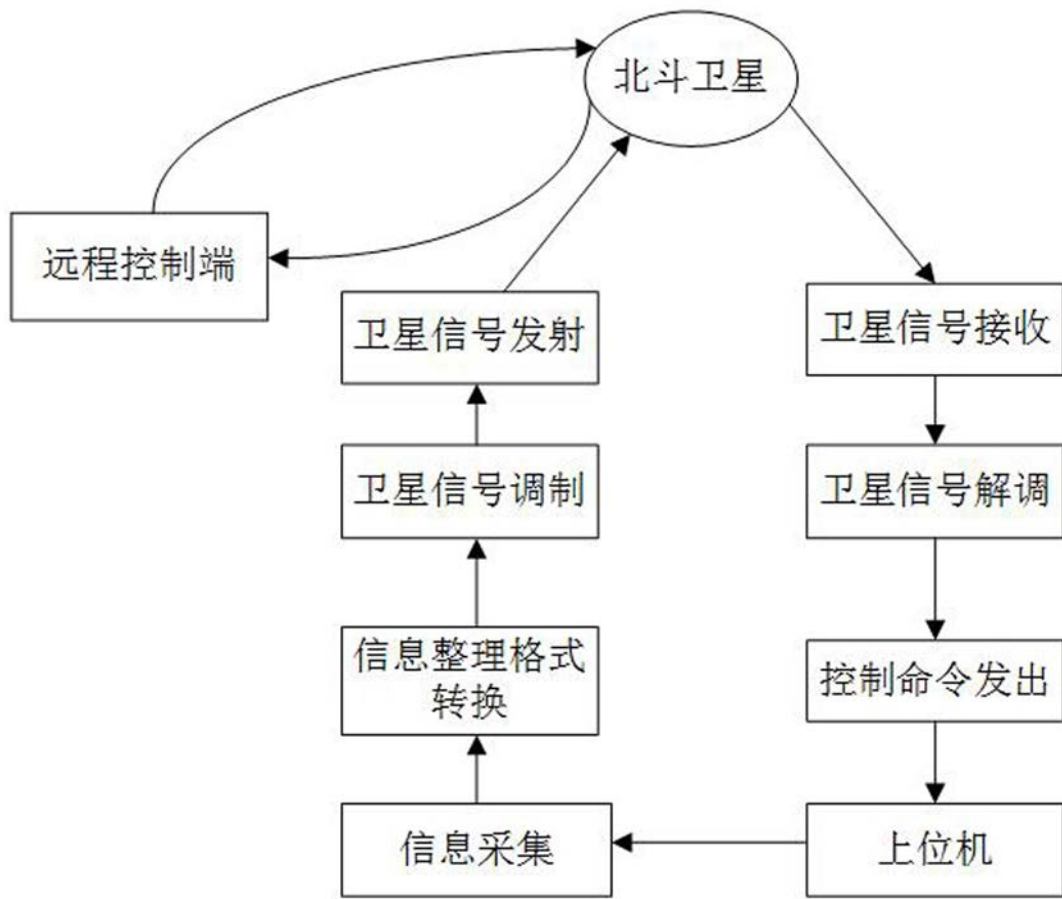 北斗卫星
远程控制端
卫星信号发射
卫星信号接收
卫星信号调制
卫星信号解调
信息整理格式
转换
控制命令发出
信息采集
上位机